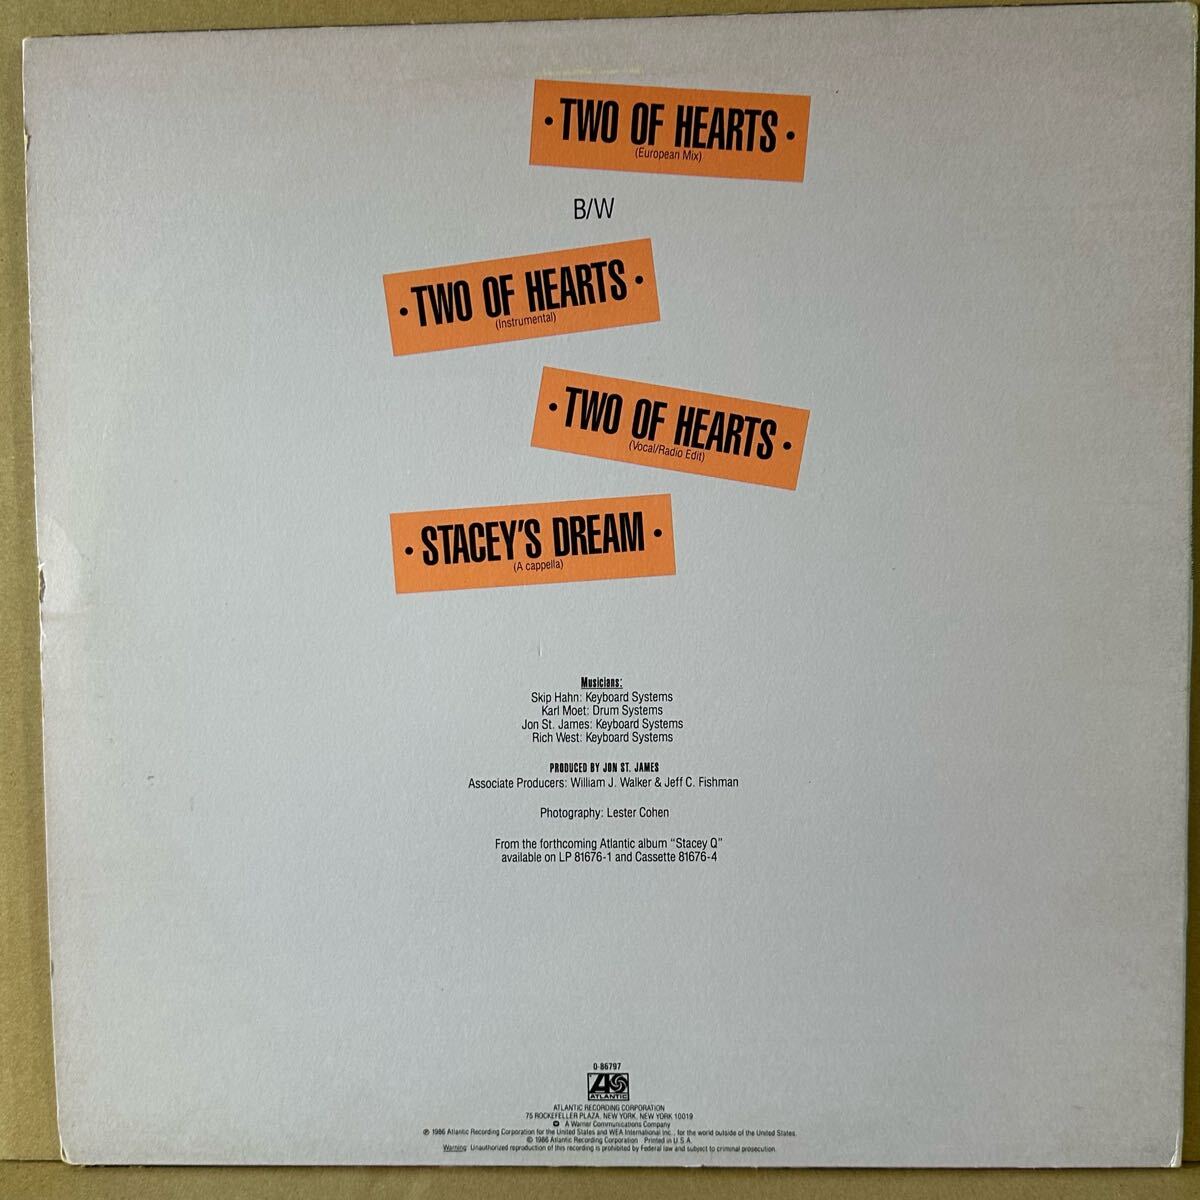 • TWO OF HEARTS •
(European Mix)
B/W
• TWO OF HEARTS •
(Instrumental)
• TWO OF HEARTS •
(Vocal/Radio Edit)
• STACEY'S DREAM •
(A cappella)
Musicians:
Skip Hahn: Keyboard Systems
Karl Moet: Drum Systems
Jon St. James: Keyboard Systems
Rich West: Keyboard Systems
PRODUCED BY JON ST. JAMES
Associate Producers: William J. Walker & Jeff C. Fishman
Photography: Lester Cohen
From the forthcoming Atlantic album "Stacey Q"
available on LP 81676-1 and Cassette 81676-4
0-86797
ATLANTIC
ATLANTIC RECORDING CORPORATION
75 ROCKEFELLER PLAZA, NEW YORK, NEW YORK 10019
A Warner Communications Company
℗ 1986 Atlantic Recording Corporation for the United States and WEA International Inc., for the world outside of the United States.
© 1986 Atlantic Recording Corporation Printed in U.S.A.
Warning: Unauthorized reproduction of this recording is prohibited by Federal law and subject to criminal prosecution.